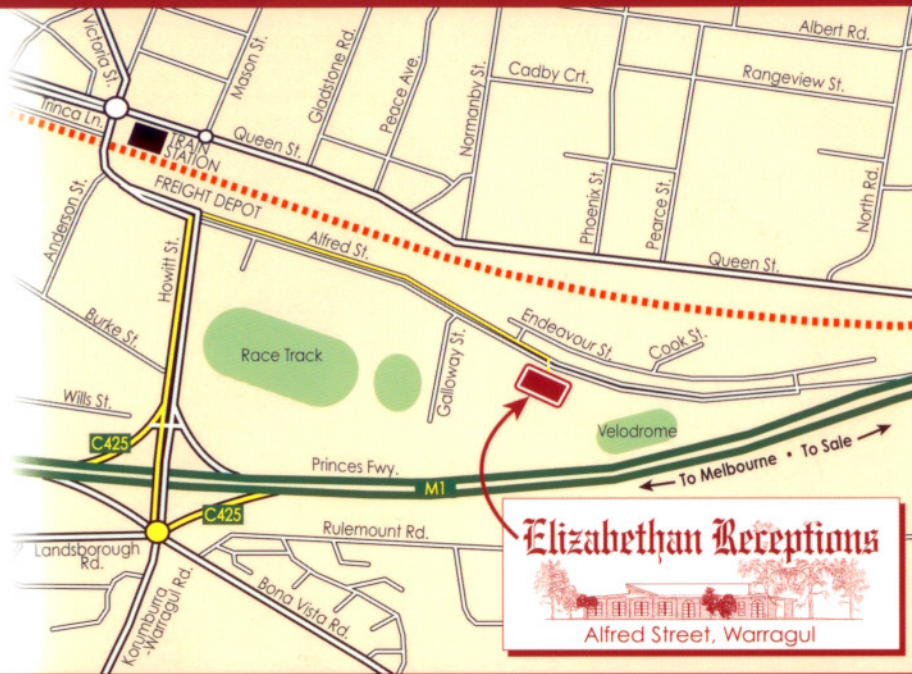 Victoria St.
Mason St.
Gladstone Rd.
Peace Ave.
Normanby St.
Cadby Crt.
Albert Rd.
Rangeview St.
Trinca Ln.
TRAIN
STATION
Queen St.
FREIGHT DEPOT
Anderson St.
Howitt St.
Alfred St.
Phoenix St.
Pearce St.
North Rd.
Queen St.
Burke St.
Race Track
Galloway St.
Endeavour St.
Cook St.
Wills St.
C425
Velodrome
Princes Fwy.
M1
To Melbourne • To Sale
C425
Landsborough
Rd.
Rulemount Rd.
Korumburra
-Warragul Rd.
Bona Vista Rd.
Elizabethan Receptions
Alfred Street, Warragul